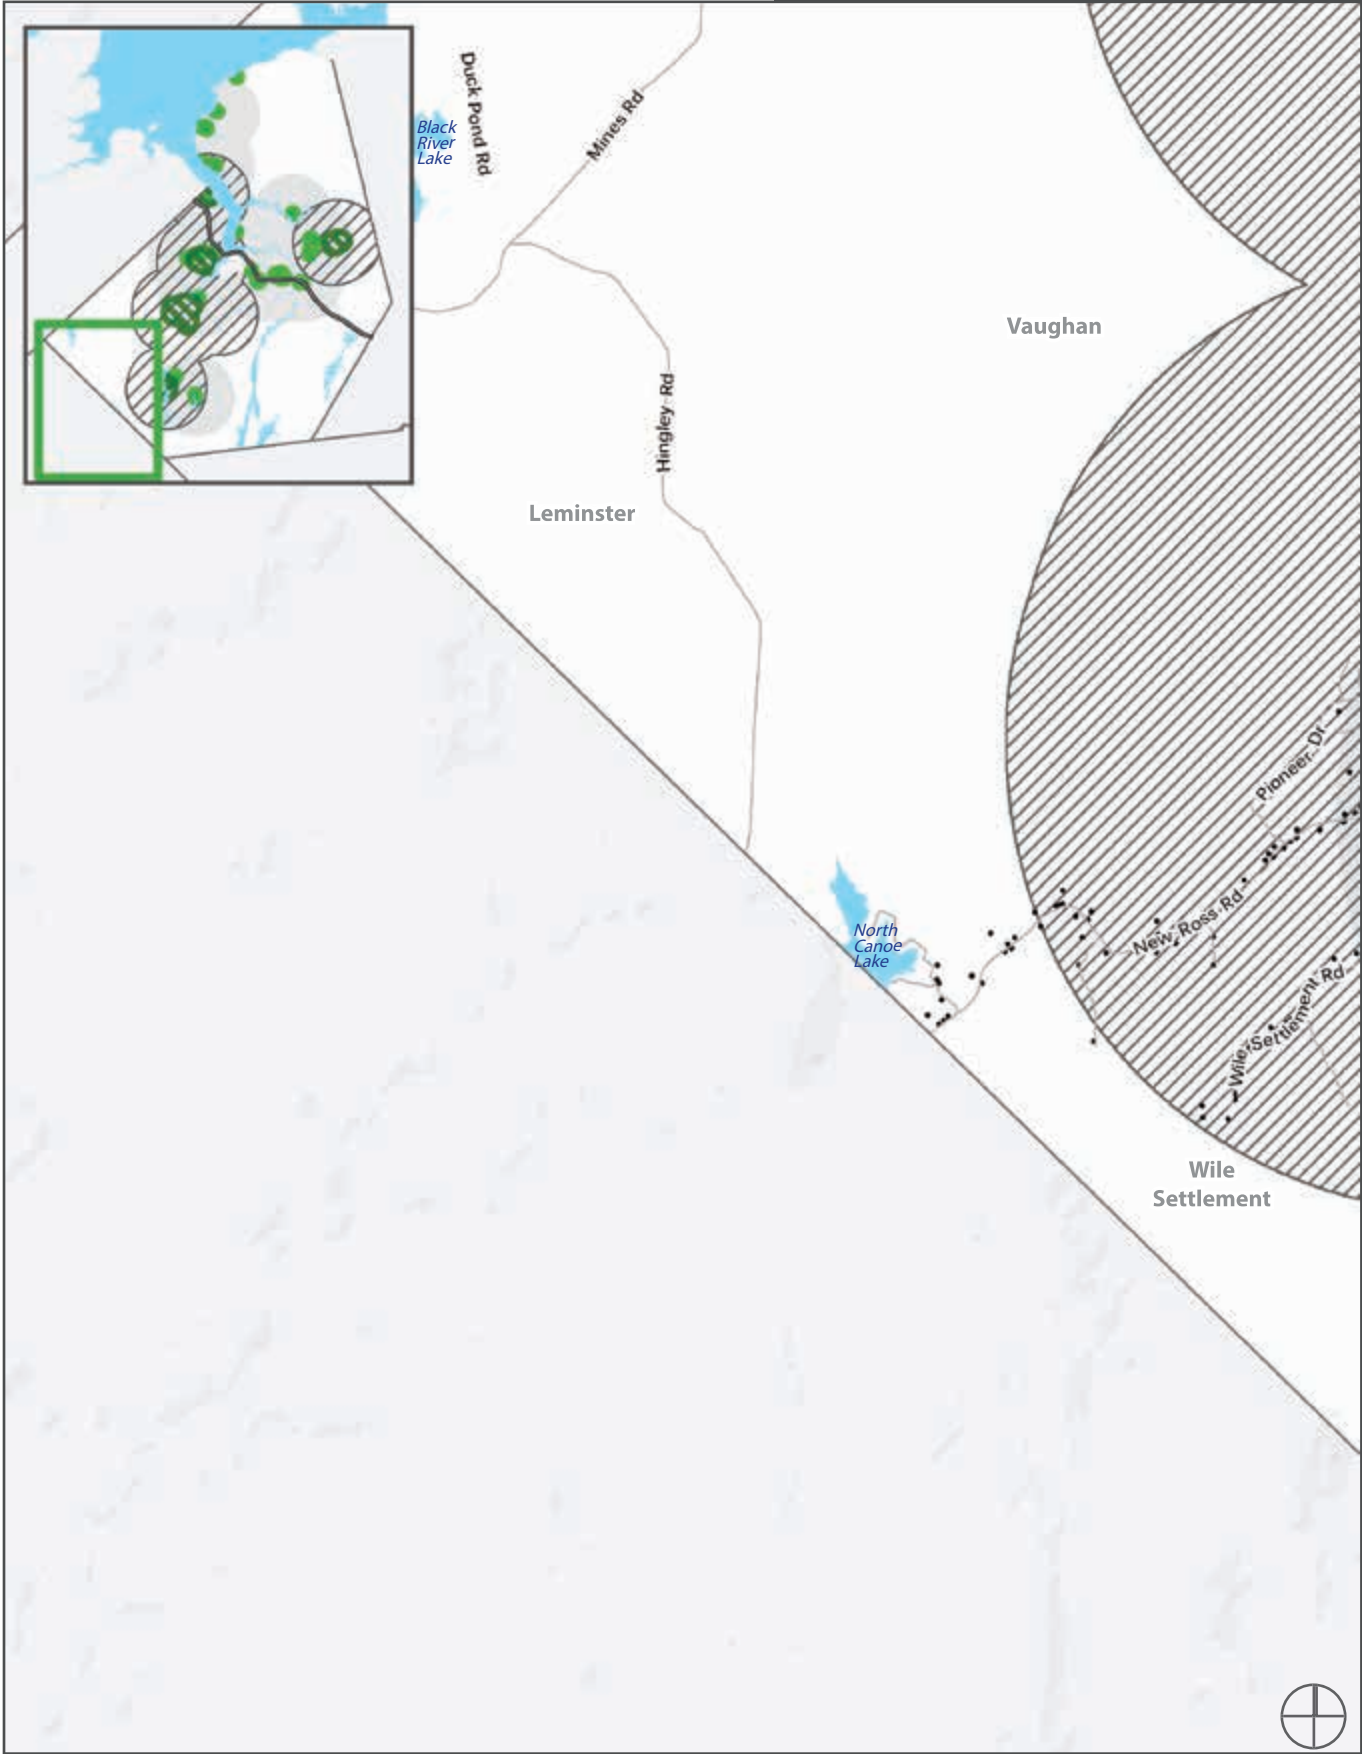 Duck Pond Rd
Mines Rd
Black
River
Lake
Vaughan
Hingley Rd
Leminster
Pioneer Dr
New Ross Rd
North
Canoe
Lake
Wile Settlement Rd
Wile
Settlement